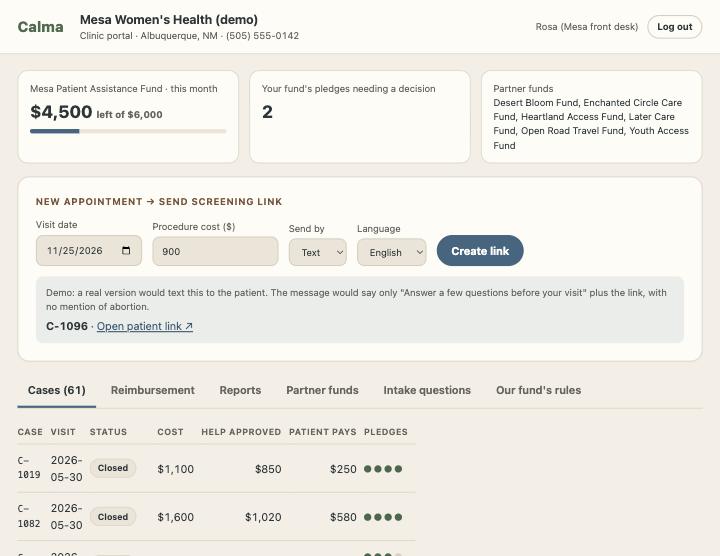 Calma
Mesa Women's Health (demo)
Clinic portal · Albuquerque, NM · (505) 555-0142
Rosa (Mesa front desk)
Log out
Mesa Patient Assistance Fund · this month
$4,500 left of $6,000
Your fund's pledges needing a decision
2
Partner funds
Desert Bloom Fund, Enchanted Circle Care
Fund, Heartland Access Fund, Later Care
Fund, Open Road Travel Fund, Youth Access
Fund
NEW APPOINTMENT → SEND SCREENING LINK
Visit date
Procedure cost ($)
Send by
Language
11/25/2026
900
Text
English
Create link
Demo: a real version would text this to the patient. The message would say only "Answer a few questions before your visit" plus the link, with
no mention of abortion.
C-1096 · Open patient link ↗
Cases (61)
Reimbursement
Reports
Partner funds
Intake questions
Our fund's rules
CASE VISIT STATUS COST HELP APPROVED PATIENT PAYS PLEDGES
C-
1019
2026-
05-30
Closed
$1,100
$850
$250
C-
1082
2026-
05-30
Closed
$1,600
$1,020
$580